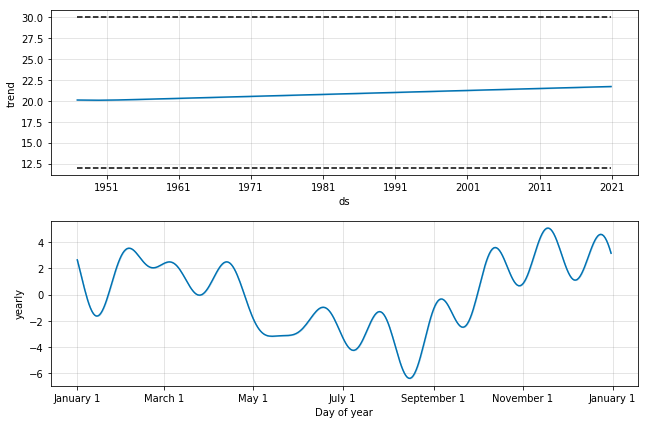 30.0
27.5
25.0
22.5
20.0
17.5
15.0
12.5
trend
1951 1961 1971 1981 1991 2001 2011 2021
ds
4
2
0
−2
−4
−6
yearly
January 1 March 1 May 1 July 1 September 1 November 1 January 1
Day of year